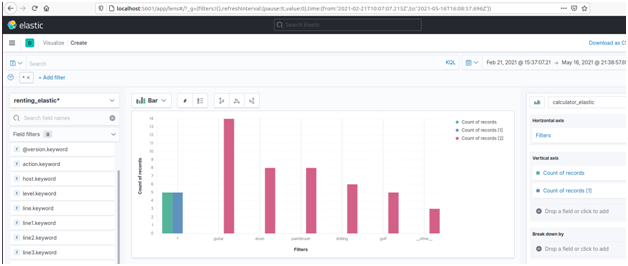 localhost:5601/app/lens#/?_g=(filters:!(),refreshInterval:(pause:!t,value:0),time:(from:'2021-02-21T10:07:07.215Z',to:'2021-05-16T16:08:57.696Z'))
elastic
Search Elastic
D
Visualize
Create
Download as CS
Search
KQL
Feb 21, 2021 @ 15:37:07.21
→
May 16, 2021 @ 21:38:57.69
+ Add filter
renting_elastic*
Search field names
Field filters 0
@version.keyword
action.keyword
host.keyword
level.keyword
line.keyword
line1.keyword
line2.keyword
line3.keyword
Bar
Count of records
14
13
12
11
10
9
8
7
6
5
4
3
2
1
0
*
guitar
drum
paintbrush
drilling
golf
__other__
Filters
Count of records
Count of records [1]
Count of records [2]
calculator_elastic
Horizontal axis
Filters
Vertical axis
Count of records
Count of records [1]
Drop a field or click to add
Break down by
Drop a field or click to add